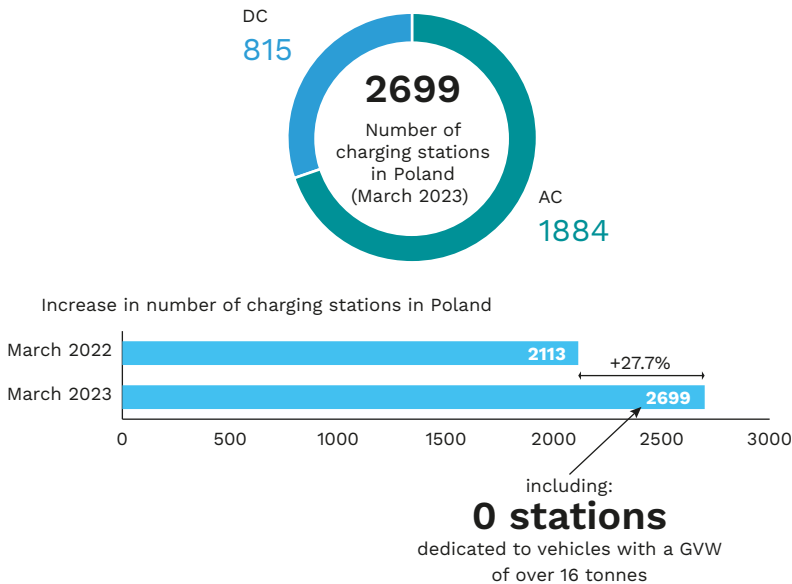 DC
815
2699
Number of
charging stations
in Poland
(March 2023)
AC
1884
Increase in number of charging stations in Poland
March 2022
2113
+27.7%
March 2023
2699
0
500
1000
1500
2000
2500
3000
including:
0 stations
dedicated to vehicles with a GVW
of over 16 tonnes